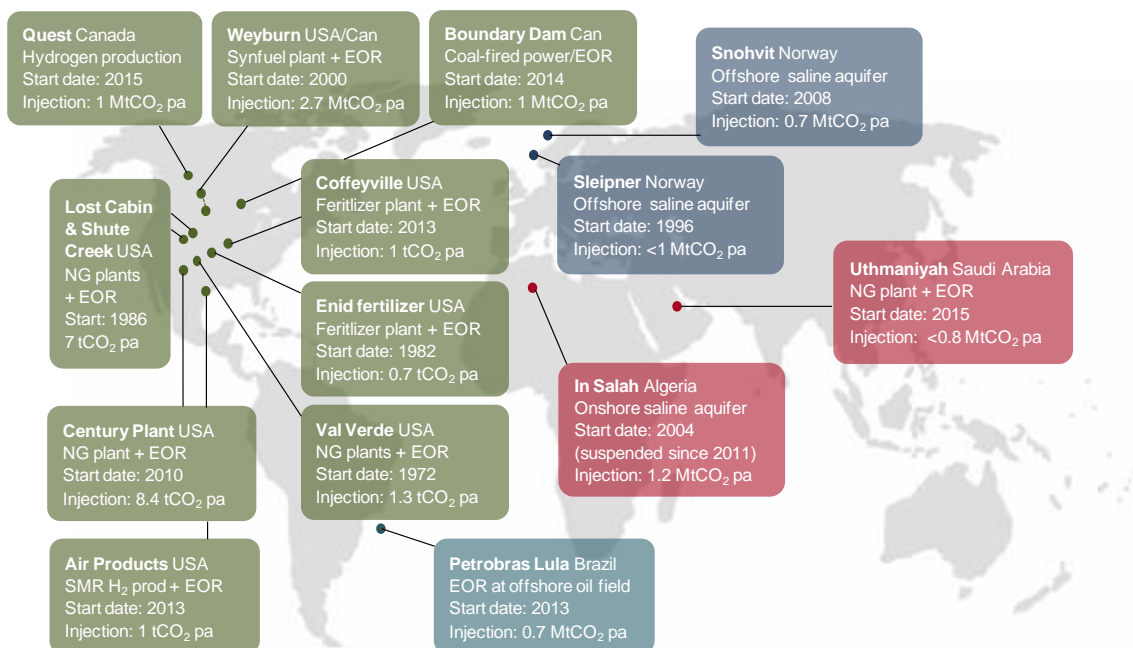 Quest Canada
Hydrogen production
Start date: 2015
Injection: 1 MtCO₂ pa
Weyburn USA/Can
Synfuel plant + EOR
Start date: 2000
Injection: 2.7 MtCO₂ pa
Boundary Dam Can
Coal-fired power/EOR
Start date: 2014
Injection: 1 MtCO₂ pa
Snohvit Norway
Offshore saline aquifer
Start date: 2008
Injection: 0.7 MtCO₂ pa
Lost Cabin
& Shute
Creek USA
NG plants
+ EOR
Start: 1986
7 tCO₂ pa
Coffeyville USA
Feritlizer plant + EOR
Start date: 2013
Injection: 1 tCO₂ pa
Sleipner Norway
Offshore saline aquifer
Start date: 1996
Injection: <1 MtCO₂ pa
Uthmaniyah Saudi Arabia
NG plant + EOR
Start date: 2015
Injection: <0.8 MtCO₂ pa
Enid fertilizer USA
Feritlizer plant + EOR
Start date: 1982
Injection: 0.7 tCO₂ pa
In Salah Algeria
Onshore saline aquifer
Start date: 2004
(suspended since 2011)
Injection: 1.2 MtCO₂ pa
Century Plant USA
NG plant + EOR
Start date: 2010
Injection: 8.4 tCO₂ pa
Val Verde USA
NG plants + EOR
Start date: 1972
Injection: 1.3 tCO₂ pa
Air Products USA
SMR H₂ prod + EOR
Start date: 2013
Injection: 1 tCO₂ pa
Petrobras Lula Brazil
EOR at offshore oil field
Start date: 2013
Injection: 0.7 MtCO₂ pa